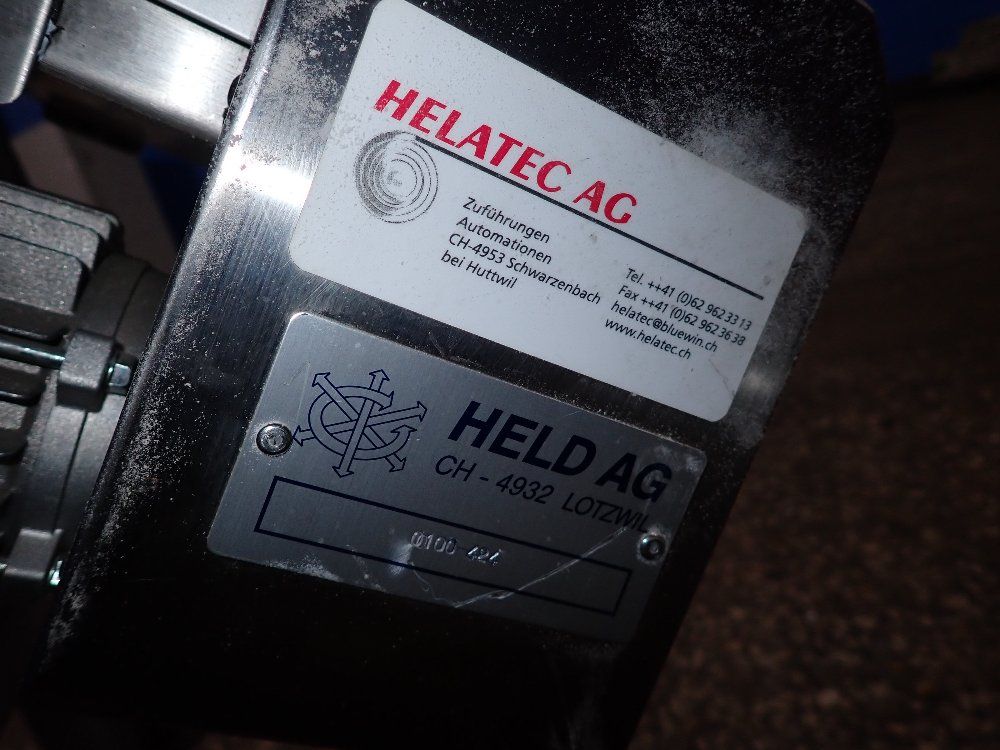 HELATEC AG
Zuführungen
Automationen
CH-4953 Schwarzenbach
bei Huttwil
Tel. ++41 (0)62 962 33 13
Fax ++41 (0)62 962 36 38
helatec@bluewin.ch
www.helatec.ch
HELD AG
CH - 4932 LOTZWIL
0100-424